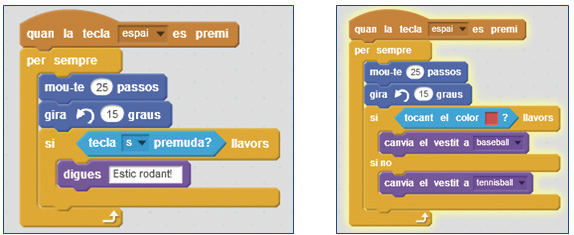 quan la tecla espai es premi
per sempre
mou-te 25 passos
gira 15 graus
si tecla s premuda? llavors
digues Estic rodant!
quan la tecla espai es premi
per sempre
mou-te 25 passos
gira 15 graus
si tocant el color ? llavors
canvia el vestit a baseball
si no
canvia el vestit a tennisball